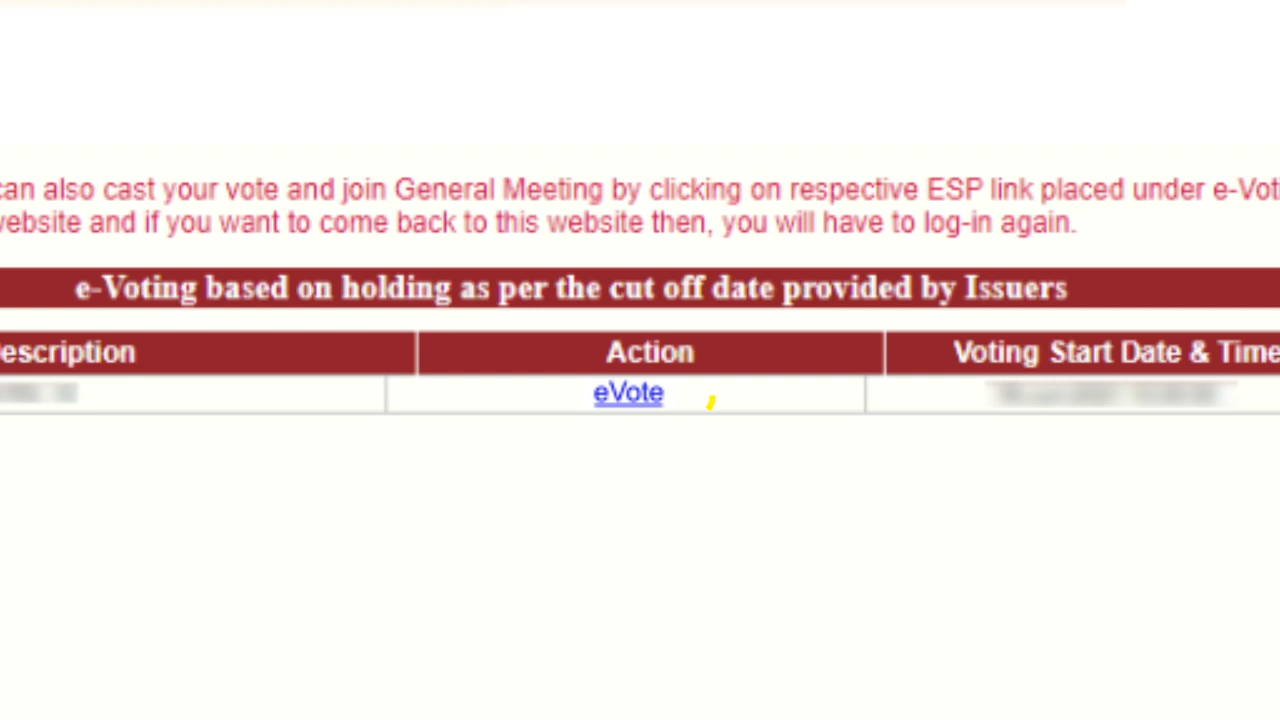 can also cast your vote and join General Meeting by clicking on respective ESP link placed under e-Voti
website and if you want to come back to this website then, you will have to log-in again.
e-Voting based on holding as per the cut off date provided by Issuers
escription Action Voting Start Date & Time
eVote